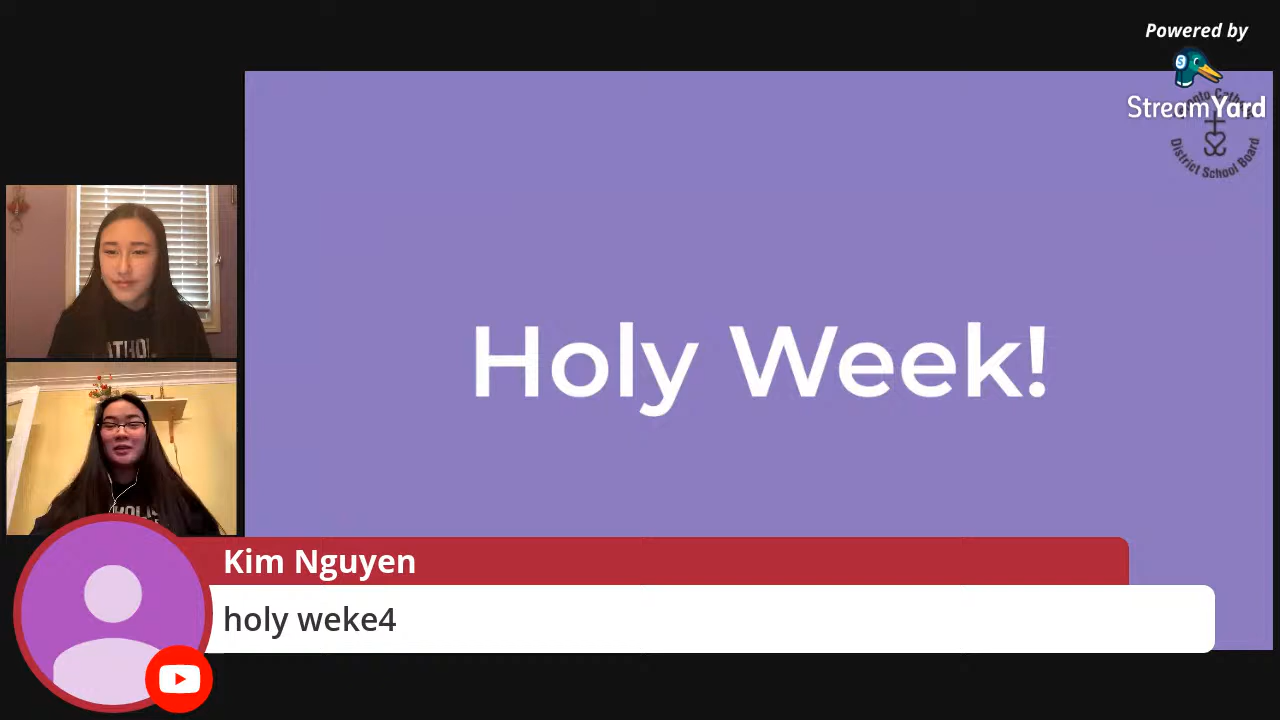 Powered by
StreamYard
District School Board
Holy Week!
Kim Nguyen
holy weke4